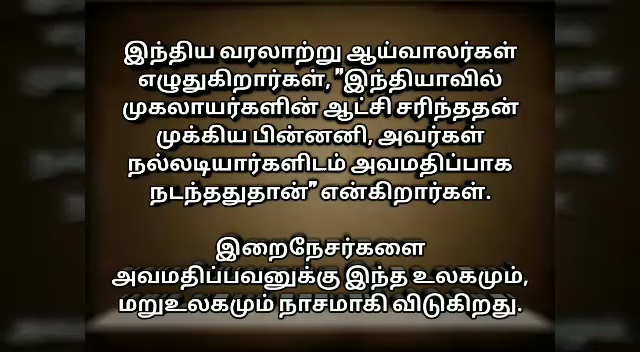 இந்திய வரலாற்று ஆய்வாலர்கள்
எழுதுகிறார்கள், "இந்தியாவில்
முகலாயர்களின் ஆட்சி சரிந்ததன்
முக்கிய பின்னனி, அவர்கள்
நல்லடியார்களிடம் அவமதிப்பாக
நடந்ததுதான்" என்கிறார்கள்.
இறைநேசர்களை
அவமதிப்பவனுக்கு இந்த உலகமும்,
மறுஉலகமும் நாசமாகி விடுகிறது.